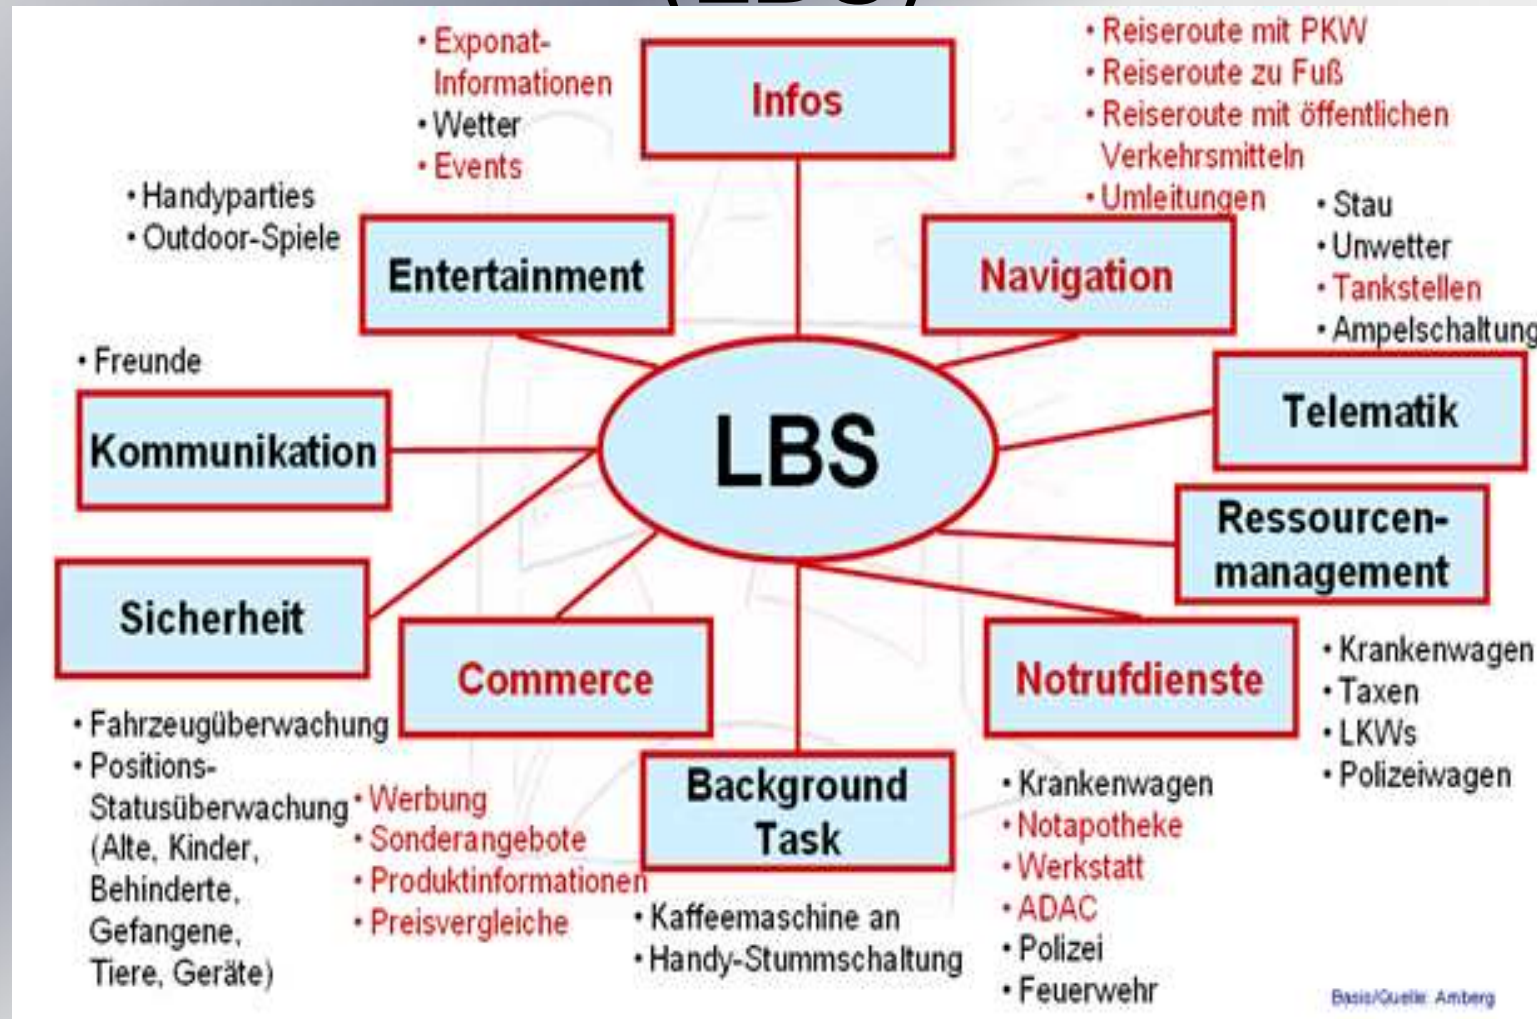 (LBS)
• Exponat-
Informationen
• Wetter
• Events
Infos
• Reiseroute mit PKW
• Reiseroute zu Fuß
• Reiseroute mit öffentlichen
Verkehrsmitteln
• Umleitungen
• Handyparties
• Outdoor-Spiele
Entertainment
Navigation
• Stau
• Unwetter
• Tankstellen
• Ampelschaltung
• Freunde
Kommunikation
LBS
Telematik
Ressourcen-
management
• Krankenwagen
• Taxen
• LKWs
• Polizeiwagen
Sicherheit
• Fahrzeugüberwachung
• Positions-
Statusüberwachung
(Alte, Kinder,
Behinderte,
Gefangene,
Tiere, Geräte)
Commerce
• Werbung
• Sonderangebote
• Produktinformationen
• Preisvergleiche
Background
Task
• Kaffeemaschine an
• Handy-Stummschaltung
Notrufdienste
• Krankenwagen
• Notapotheke
• Werkstatt
• ADAC
• Polizei
• Feuerwehr
Basis/Quelle: Amberg